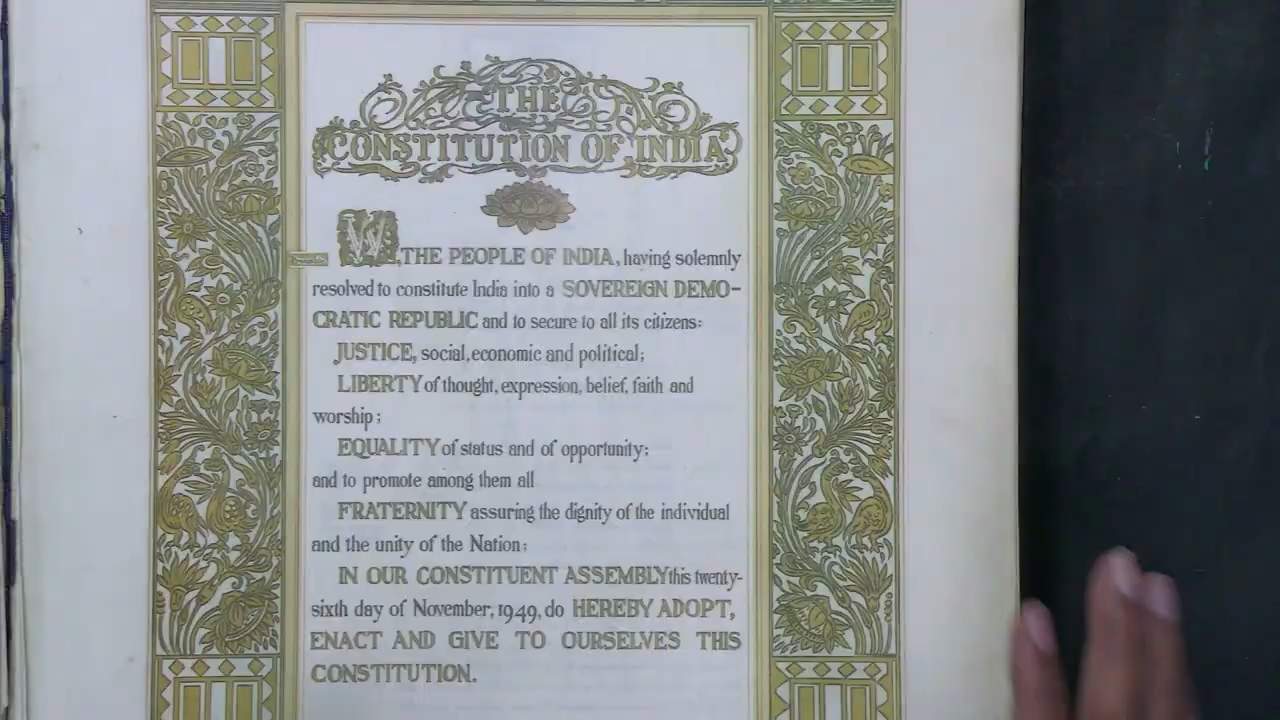 THE
CONSTITUTION OF INDIA
W, THE PEOPLE OF INDIA, having solemnly
resolved to constitute India into a SOVEREIGN DEMO-
CRATIC REPUBLIC and to secure to all its citizens:
JUSTICE, social, economic and political;
LIBERTY of thought, expression, belief, faith and
worship;
EQUALITY of status and of opportunity;
and to promote among them all
FRATERNITY assuring the dignity of the individual
and the unity of the Nation;
IN OUR CONSTITUENT ASSEMBLY this twenty-
sixth day of November, 1949, do HEREBY ADOPT,
ENACT AND GIVE TO OURSELVES THIS
CONSTITUTION.